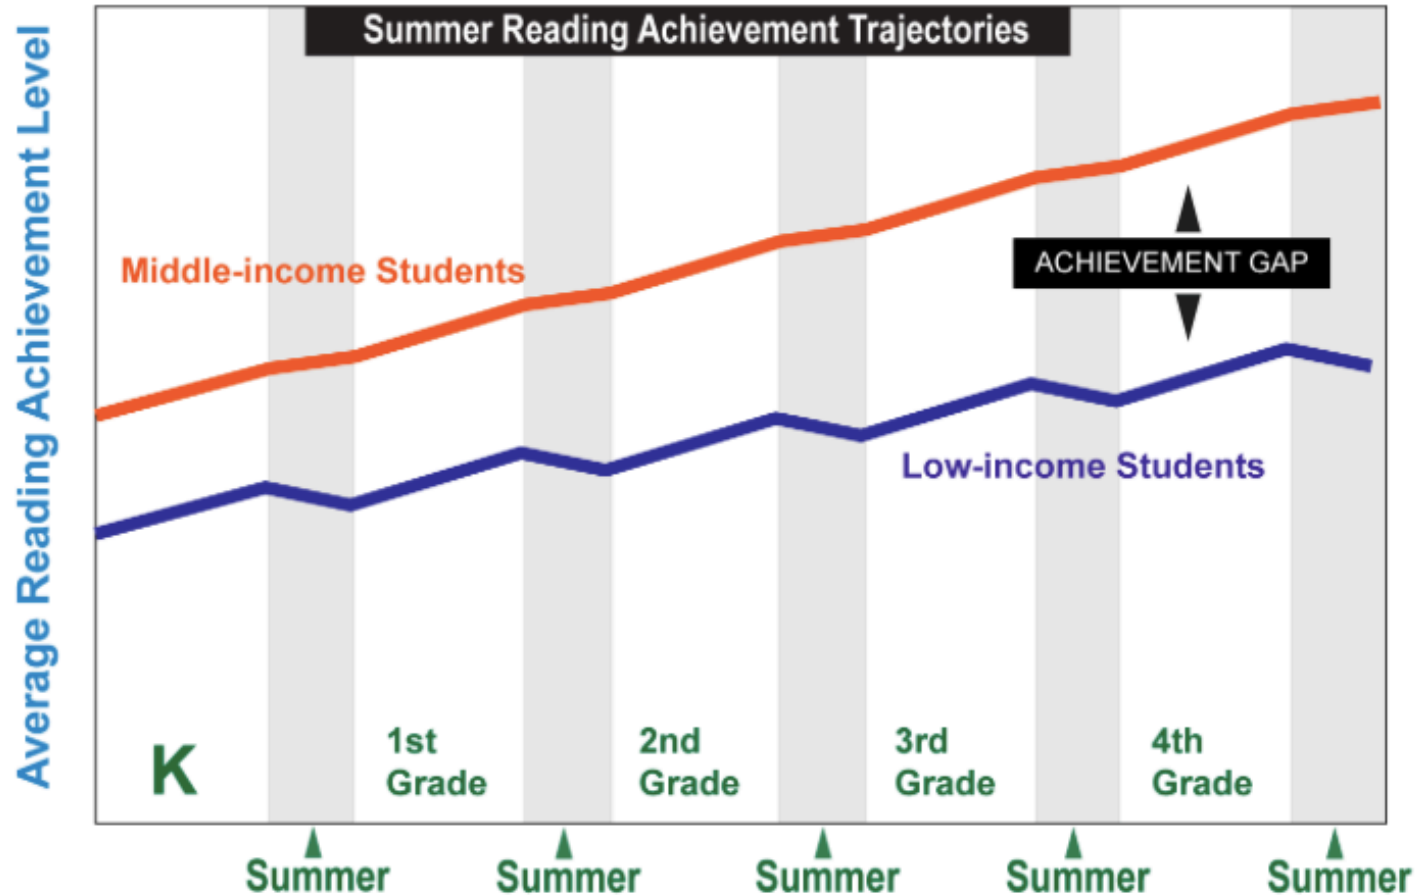 Summer Reading Achievement Trajectories
Average Reading Achievement Level
Middle-income Students
ACHIEVEMENT GAP
Low-income Students
K
1st
Grade
2nd
Grade
3rd
Grade
4th
Grade
Summer
Summer
Summer
Summer
Summer